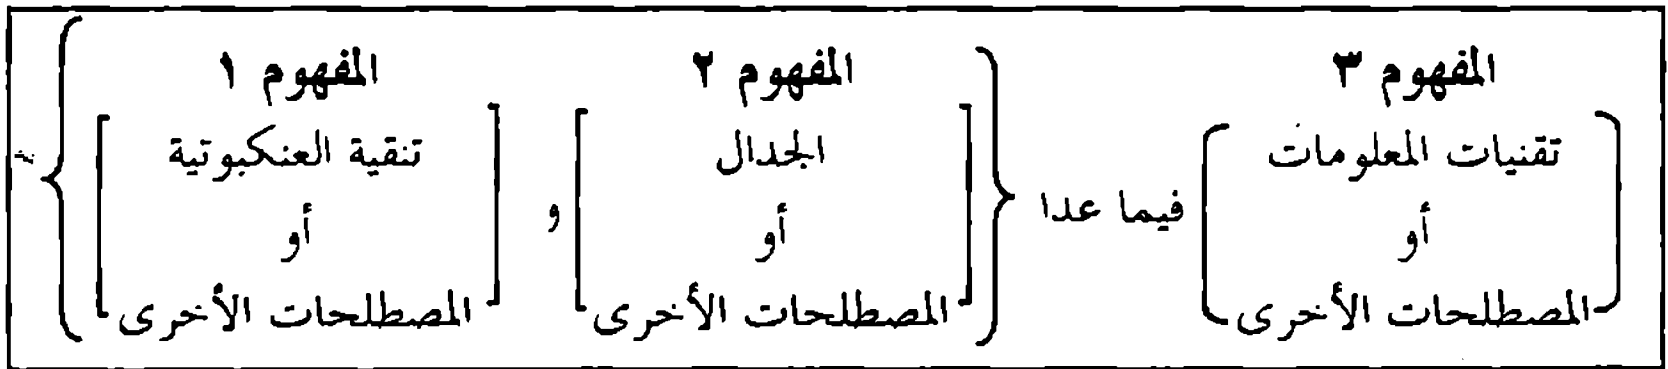 المفهوم ١
تنقية العنكبوتية
أو
المصطلحات الأخرى
و
المفهوم ٢
الجدال
أو
المصطلحات الأخرى
فيما عدا
المفهوم ٣
تقنيات المعلومات
أو
المصطلحات الأخرى